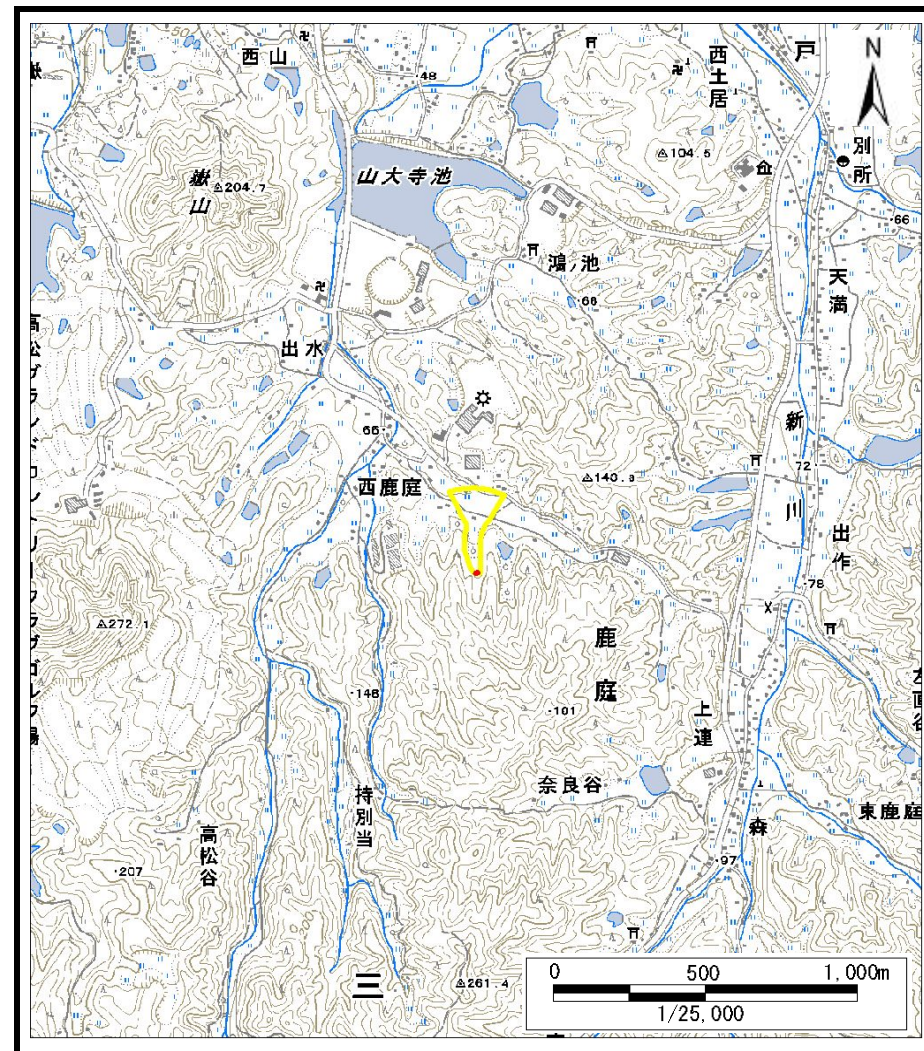 西山
嶽山
204.7
山大寺池
48
西土居
戸
N
104.5
別所
66
天満
鴻ノ池
68
出水
66
西鹿庭
140.8
新川
72
出作
78
高松グランドカントリークラブゴルフ場
272.1
鹿庭
148
101
上連
奈良谷
持別当
高松谷
207
森
東鹿庭
97
三
261.4
0 500 1,000m
1/25,000